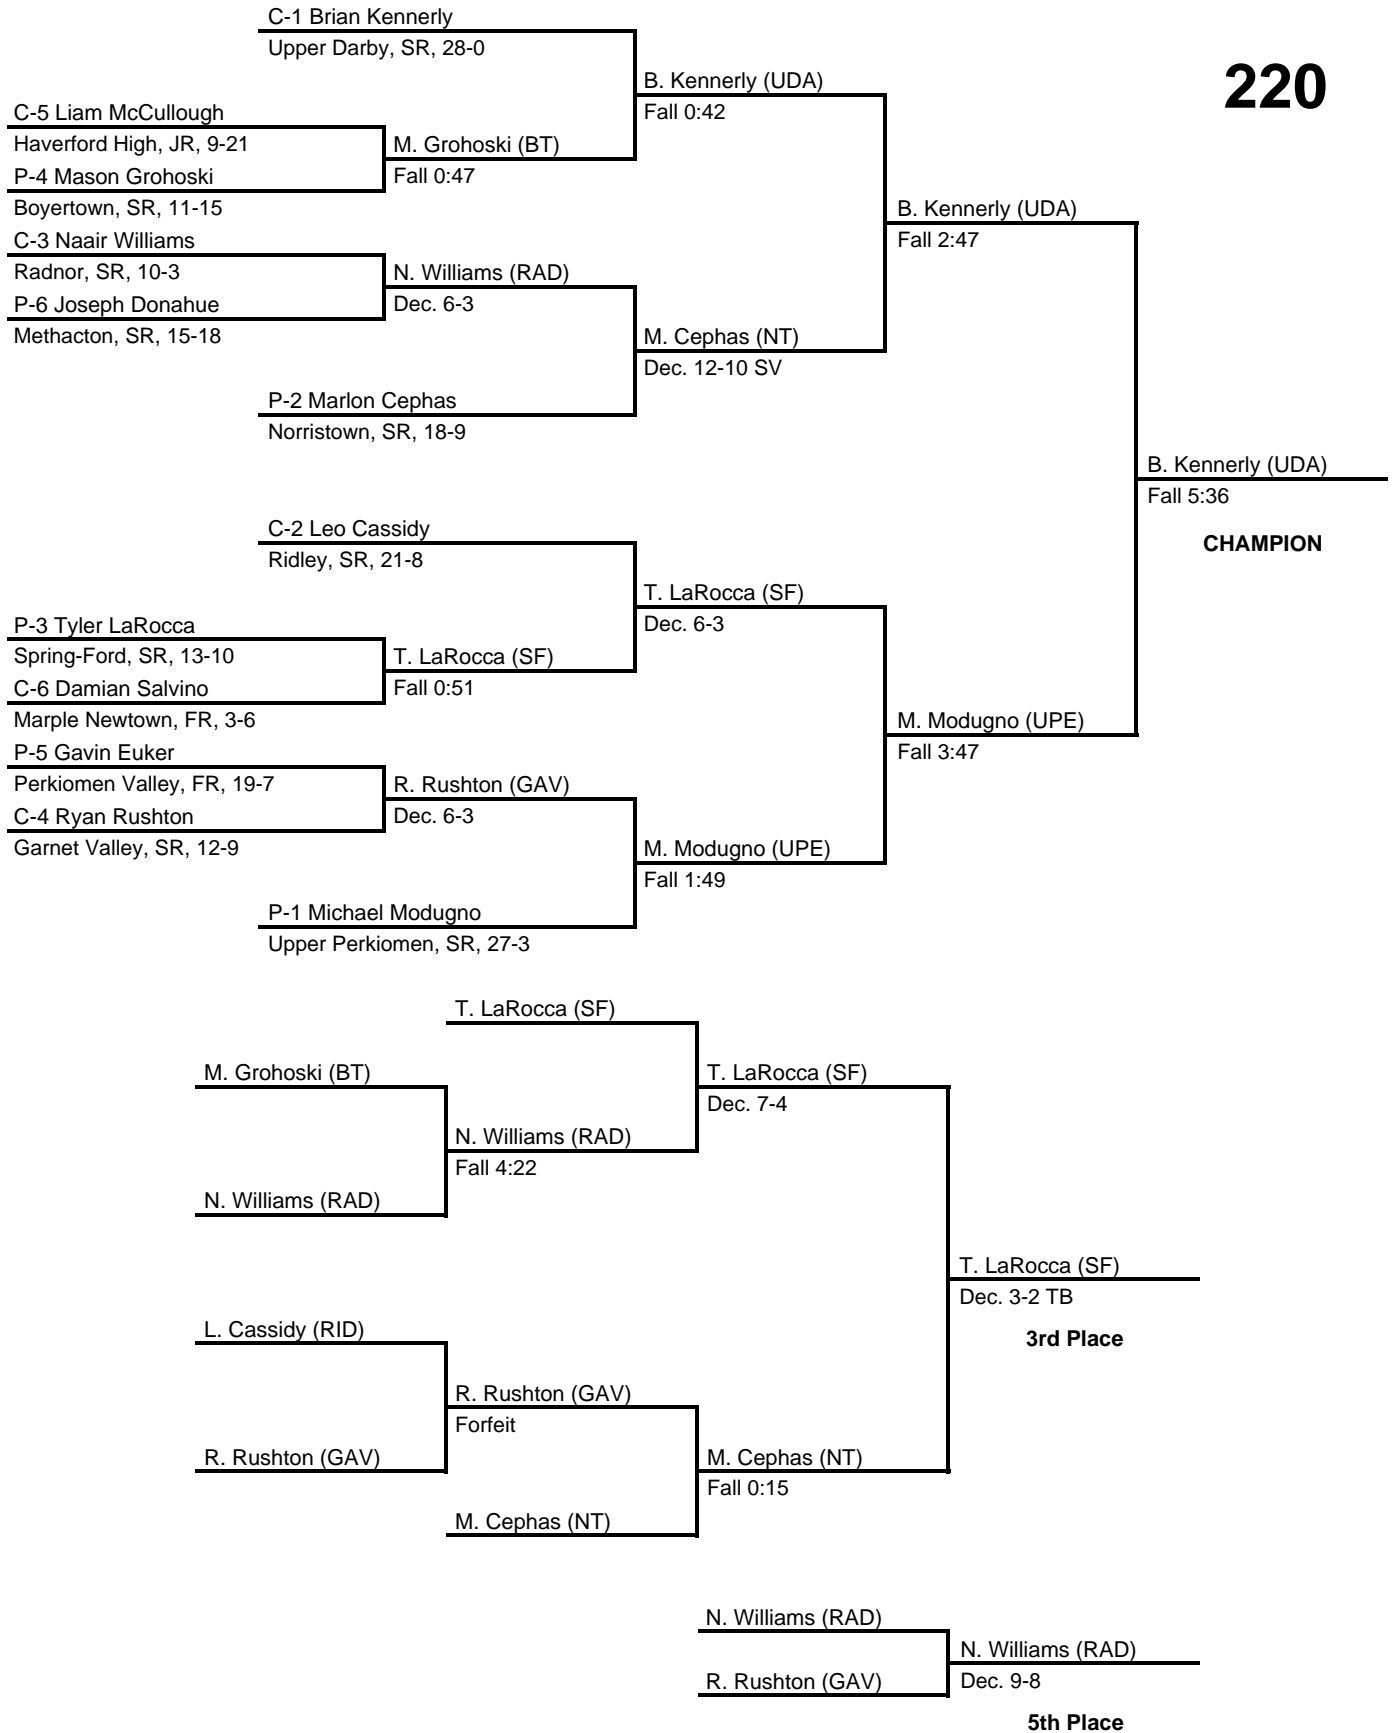 C-1 Brian Kennerly
Upper Darby, SR, 28-0
220
B. Kennerly (UDA)
Fall 0:42
C-5 Liam McCullough
Haverford High, JR, 9-21
M. Grohoski (BT)
Fall 0:47
P-4 Mason Grohoski
Boyertown, SR, 11-15
B. Kennerly (UDA)
Fall 2:47
C-3 Naair Williams
Radnor, SR, 10-3
N. Williams (RAD)
Dec. 6-3
P-6 Joseph Donahue
Methacton, SR, 15-18
M. Cephas (NT)
Dec. 12-10 SV
P-2 Marlon Cephas
Norristown, SR, 18-9
B. Kennerly (UDA)
Fall 5:36
CHAMPION
C-2 Leo Cassidy
Ridley, SR, 21-8
T. LaRocca (SF)
Dec. 6-3
P-3 Tyler LaRocca
Spring-Ford, SR, 13-10
T. LaRocca (SF)
Fall 0:51
C-6 Damian Salvino
Marple Newtown, FR, 3-6
M. Modugno (UPE)
Fall 3:47
P-5 Gavin Euker
Perkiomen Valley, FR, 19-7
R. Rushton (GAV)
Dec. 6-3
C-4 Ryan Rushton
Garnet Valley, SR, 12-9
M. Modugno (UPE)
Fall 1:49
P-1 Michael Modugno
Upper Perkiomen, SR, 27-3
T. LaRocca (SF)
M. Grohoski (BT)
T. LaRocca (SF)
Dec. 7-4
N. Williams (RAD)
Fall 4:22
N. Williams (RAD)
T. LaRocca (SF)
Dec. 3-2 TB
3rd Place
L. Cassidy (RID)
R. Rushton (GAV)
Forfeit
R. Rushton (GAV)
M. Cephas (NT)
Fall 0:15
M. Cephas (NT)
N. Williams (RAD)
N. Williams (RAD)
Dec. 9-8
R. Rushton (GAV)
5th Place